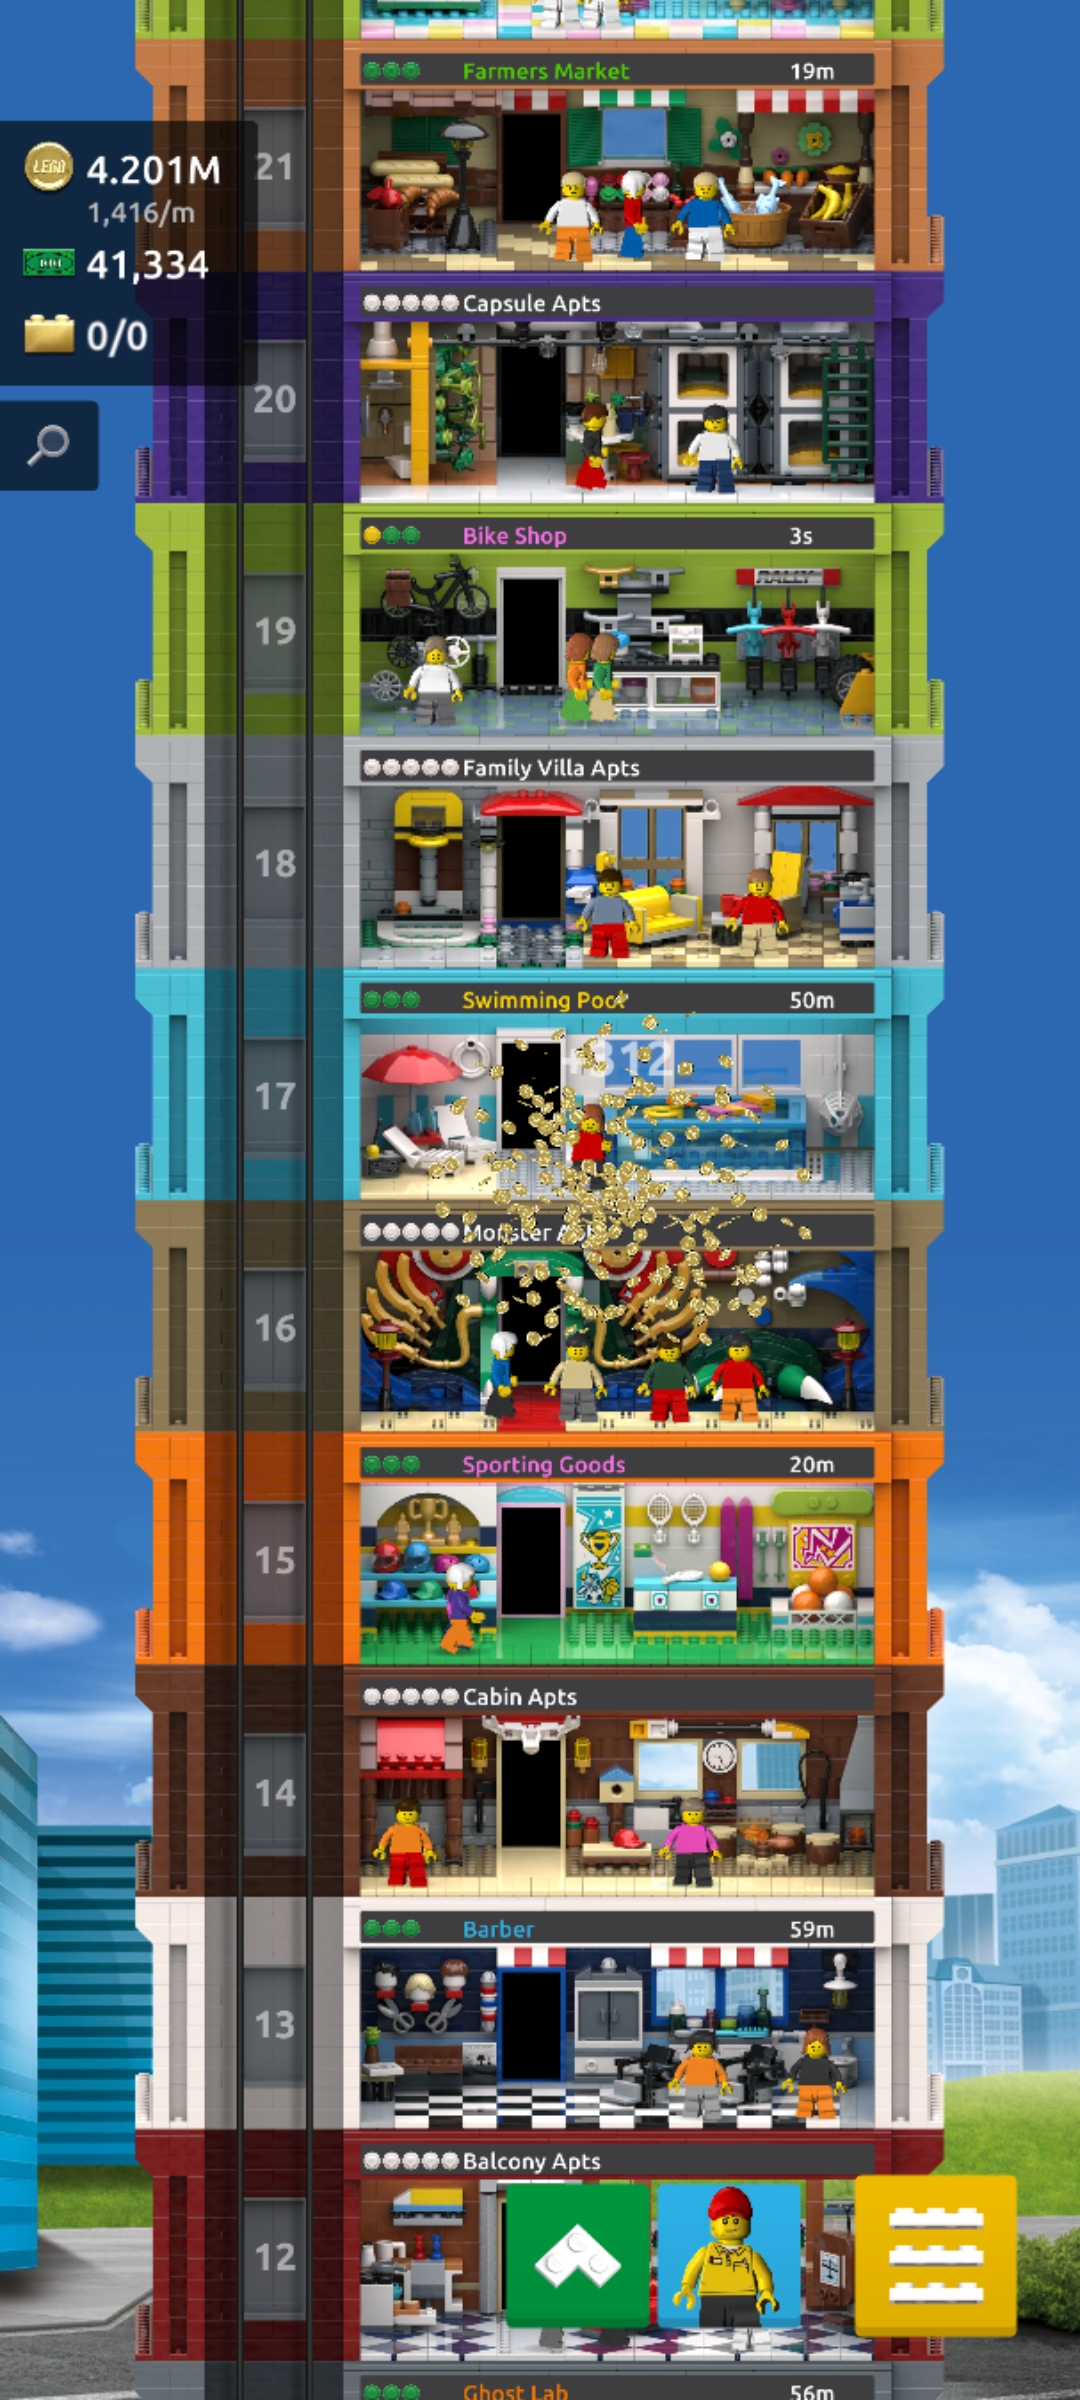 Farmers Market 19m
21
LEGO 4.201M
1,416/m
41,334
0/0
Capsule Apts
20
Bike Shop 3s
RALLY
19
Family Villa Apts
18
Swimming Pool 50m
+312
17
Monster Apts
16
Sporting Goods 20m
15
Cabin Apts
14
Barber 59m
13
Balcony Apts
12
Ghost Lab 56m